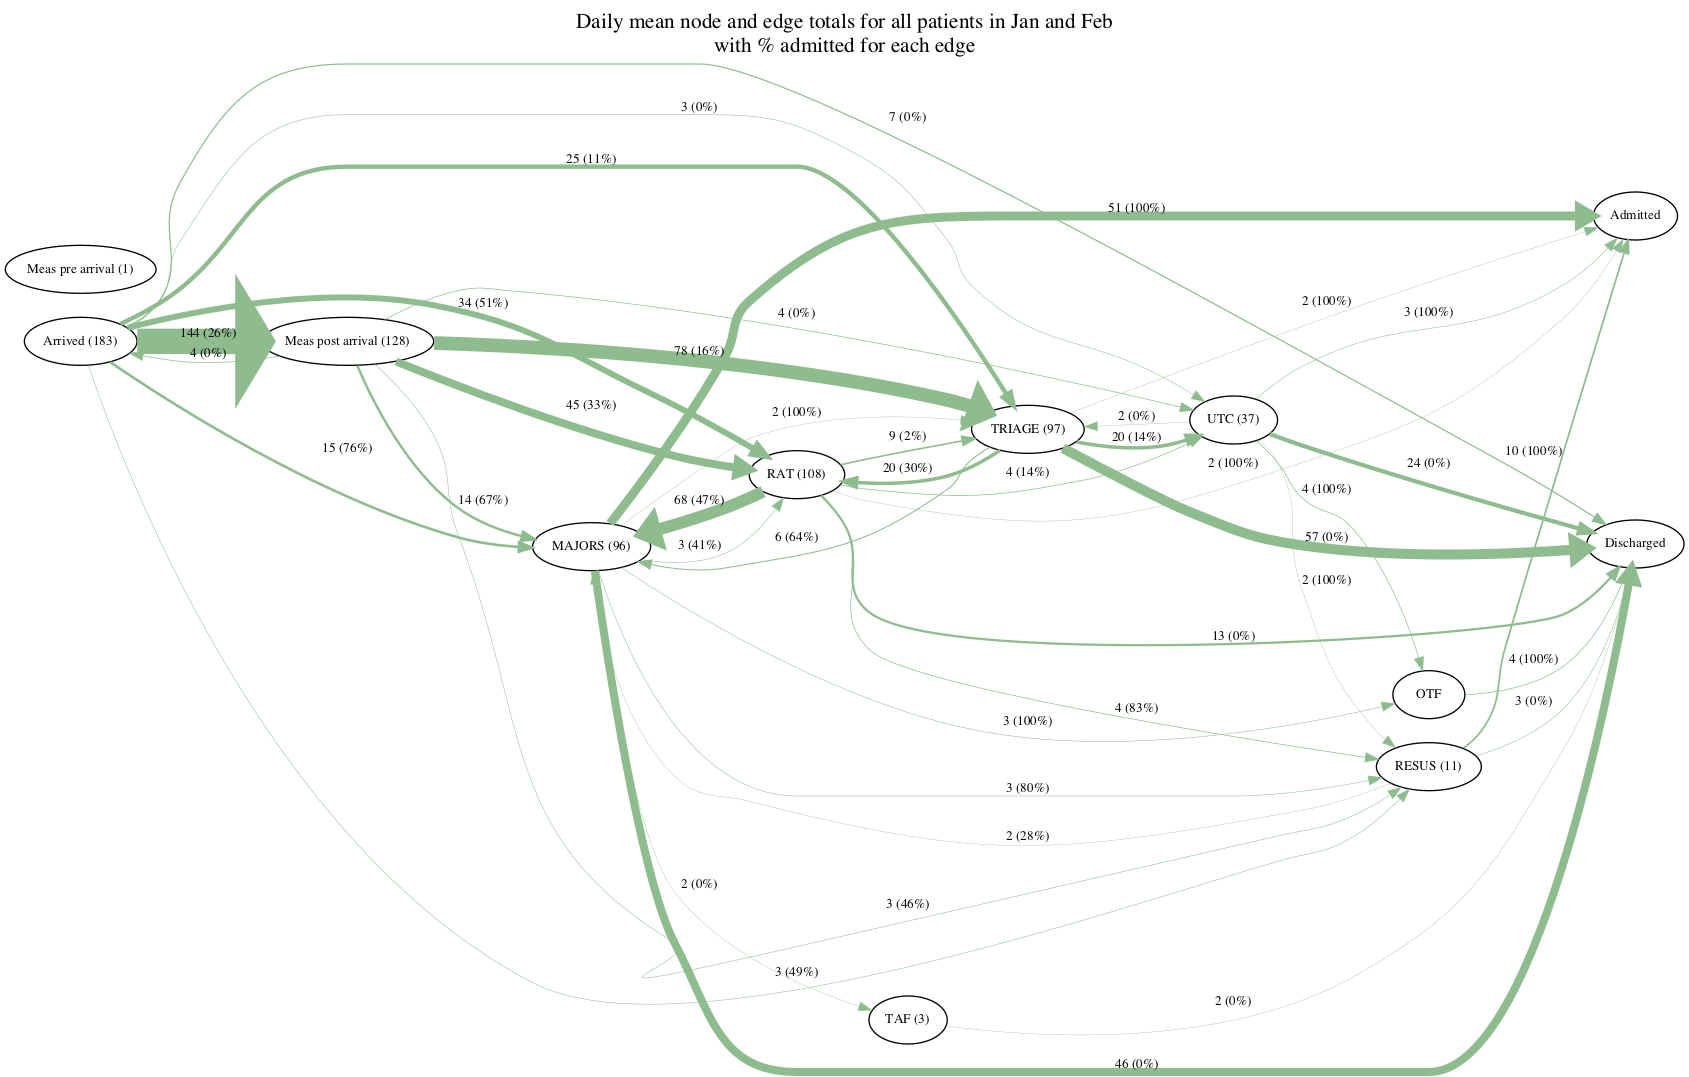 Daily mean node and edge totals for all patients in Jan and Feb
with % admitted for each edge
3 (0%)
7 (0%)
25 (11%)
51 (100%)
Admitted
Meas pre arrival (1)
34 (51%)
2 (100%)
4 (0%)
3 (100%)
144 (26%)
Arrived (183)
Meas post arrival (128)
4 (0%)
78 (16%)
45 (33%)
2 (100%)
2 (0%)
UTC (37)
TRIAGE (97)
9 (2%)
20 (14%)
15 (76%)
10 (100%)
RAT (108)
20 (30%)
4 (14%)
2 (100%)
24 (0%)
14 (67%)
68 (47%)
4 (100%)
MAJORS (96)
3 (41%)
6 (64%)
57 (0%)
Discharged
2 (100%)
13 (0%)
4 (100%)
OTF
3 (0%)
4 (83%)
3 (100%)
RESUS (11)
3 (80%)
2 (28%)
2 (0%)
3 (46%)
3 (49%)
2 (0%)
TAF (3)
46 (0%)